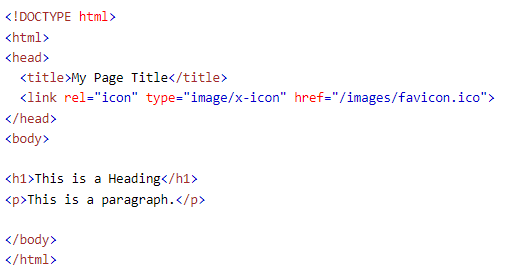 <!DOCTYPE html>
<html>
<head>
  <title>My Page Title</title>
  <link rel="icon" type="image/x-icon" href="/images/favicon.ico">
</head>
<body>

<h1>This is a Heading</h1>
<p>This is a paragraph.</p>

</body>
</html>